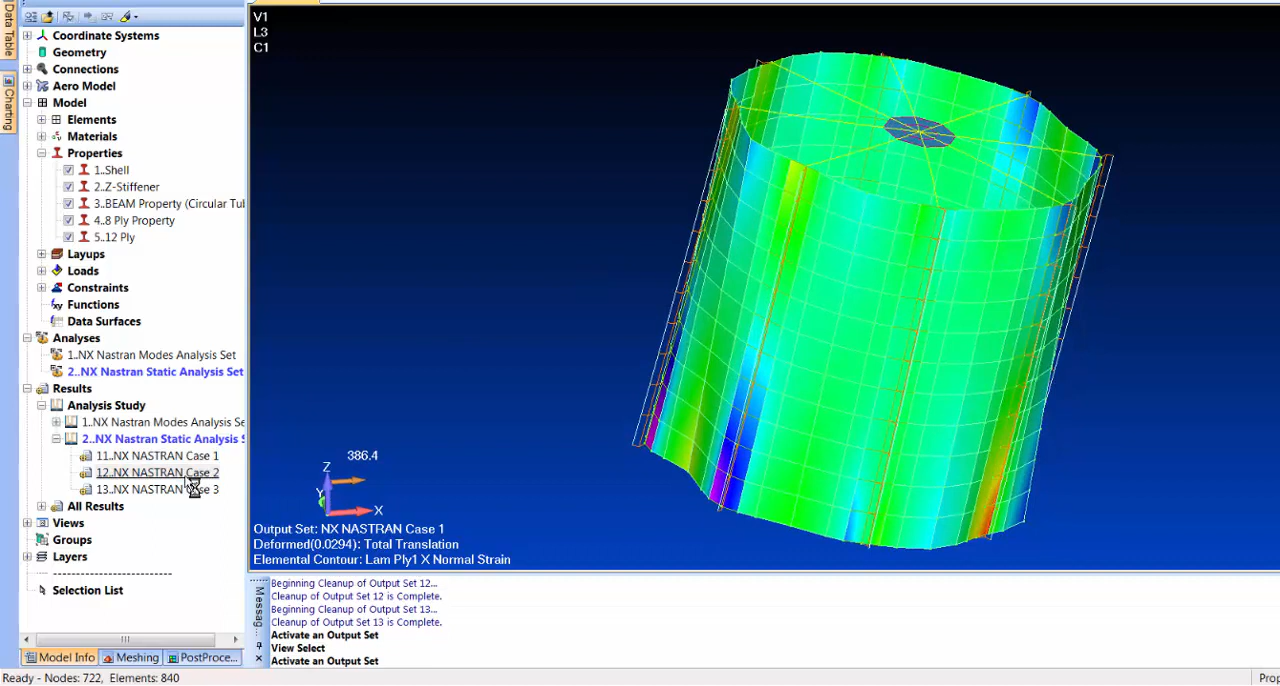 Data Table
Charting
Coordinate Systems
Geometry
Connections
Aero Model
Model
Elements
Materials
Properties
1..Shell
2..Z-Stiffener
3..BEAM Property (Circular Tul
4..8 Ply Property
5..12 Ply
Layups
Loads
Constraints
Functions
Data Surfaces
Analyses
1..NX Nastran Modes Analysis Set
2..NX Nastran Static Analysis Set
Results
Analysis Study
1..NX Nastran Modes Analysis Se
2..NX Nastran Static Analysis S
11..NX NASTRAN Case 1
12..NX NASTRAN Case 2
13..NX NASTRAN se 3
All Results
Views
Groups
Layers
Selection List
Model Info
Meshing
PostProce...
V1
L3
C1
386.4
Z
Y
X
Output Set: NX NASTRAN Case 1
Deformed(0.0294): Total Translation
Elemental Contour: Lam Ply1 X Normal Strain
Messag...
Beginning Cleanup of Output Set 12...
Cleanup of Output Set 12 is Complete.
Beginning Cleanup of Output Set 13...
Cleanup of Output Set 13 is Complete.
Activate an Output Set
View Select
Activate an Output Set
Ready - Nodes: 722, Elements: 840
Prop